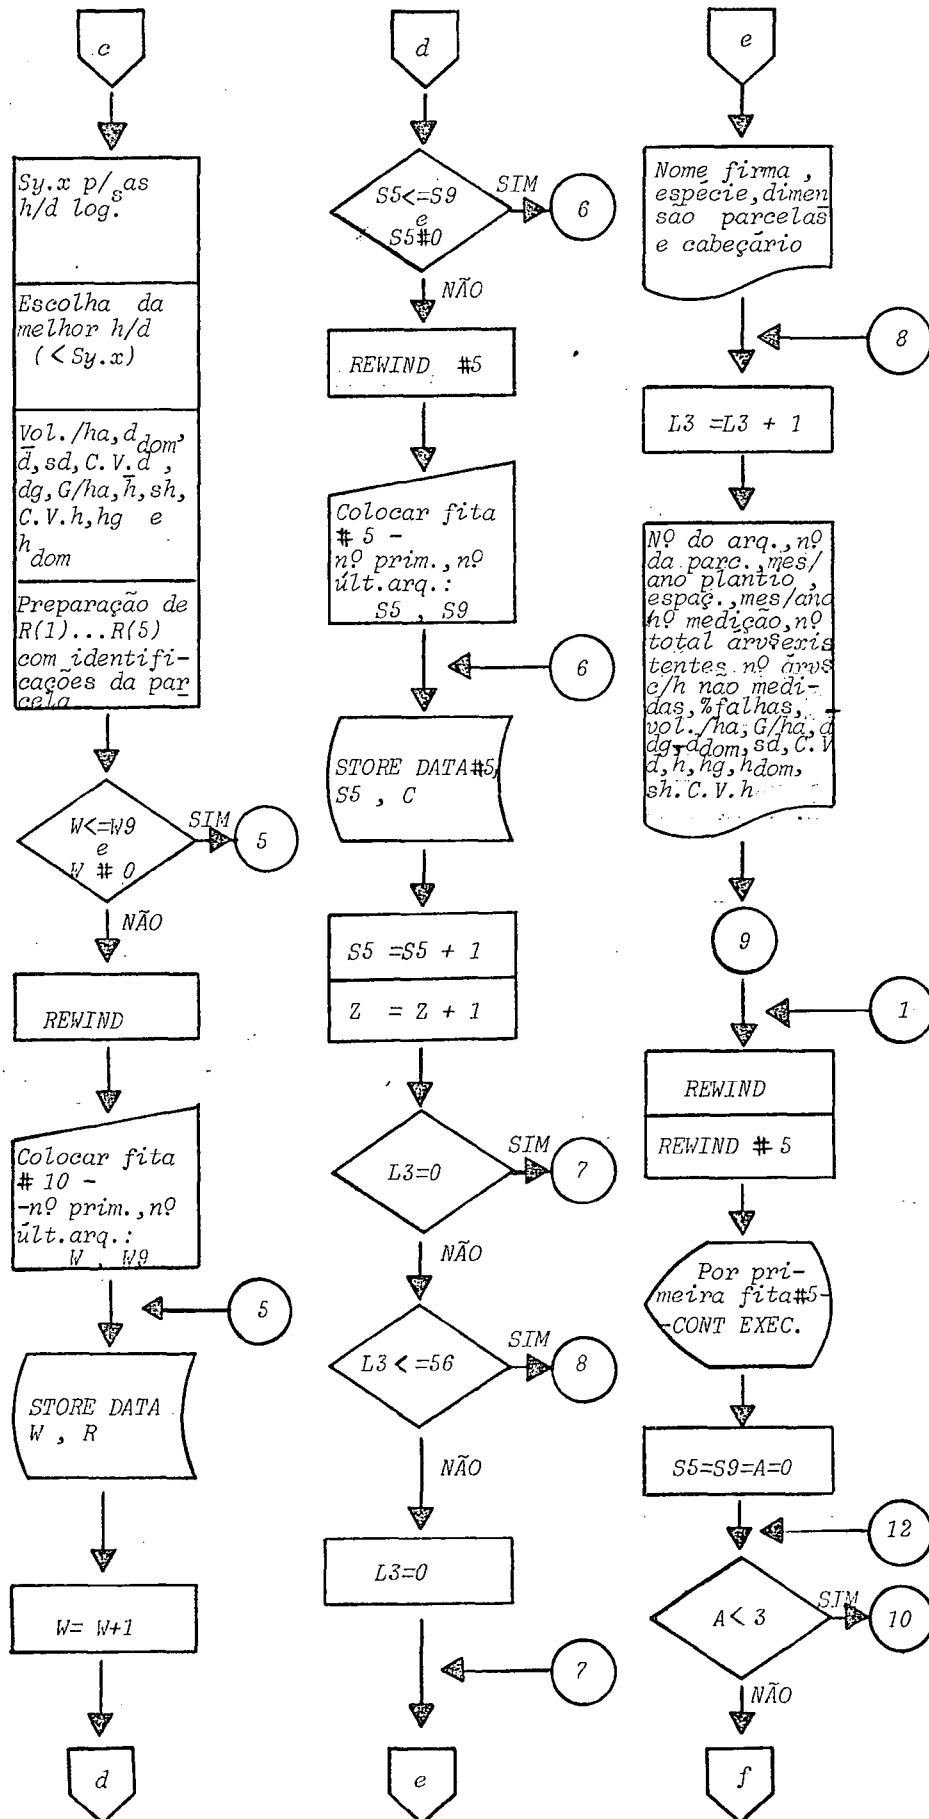 c
Sy.x p/ as
h/d log.s
Escolha da
melhor h/d
(< Sy.x)
Vol./ha, d dom,
d̄, sd, C.V.d ,
dg, G/ha, h̄, sh,
C.V.h, hg e
h dom
Preparação de
R(1)...R(5)
com identifi-
cações da par
cela
W<=W9
e
W # 0
SIM
5
NÃO
REWIND
Colocar fita
# 10 -
-nº prim., nº
últ.arq.:
W , W9
5
STORE DATA
W , R
W= W+1
d
d
S5<=S9
e
S5#0
SIM
6
NÃO
REWIND #5
Colocar fita
# 5 -
nº prim., nº
últ.arq.:
S5 , S9
6
STORE DATA#5,
S5 , C
S5 =S5 + 1
Z = Z + 1
L3=0
SIM
7
NÃO
L3 <=56
SIM
8
NÃO
L3=0
7
e
e
Nome firma ,
espécie, dimen
são parcelas
e cabeçário
8
L3 =L3 + 1
Nº do arq., nº
da parc., mes/
ano plantio ,
espaç., mes/ano
nº medição, nº
total árvs exis
tentes, nº árvs
c/h não medi-
das, %falhas,
vol./ha, G/ha, d̄
dg, d dom, sd, C.V
d, h, hg, h dom,
sh. C.V.h
9
1
REWIND
REWIND # 5
Por pri-
meira fita#5-
-CONT EXEC.
S5=S9=A=0
12
A< 3
SIM
10
NÃO
f